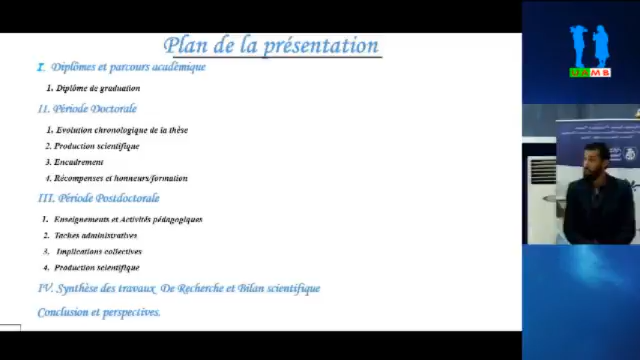 Plan de la présentation
I. Diplômes et parcours académique
1. Diplôme de graduation
II. Période Doctorale
1. Evolution chronologique de la thèse
2. Production scientifique
3. Encadrement
4. Récompenses et honneurs/formation
III. Période Postdoctorale
1. Enseignements et Activités pédagogiques
2. Taches administratives
3. Implications collectives
4. Production scientifique
IV. Synthèse des travaux De Recherche et Bilan scientifique
Conclusion et perspectives.
LTAMB